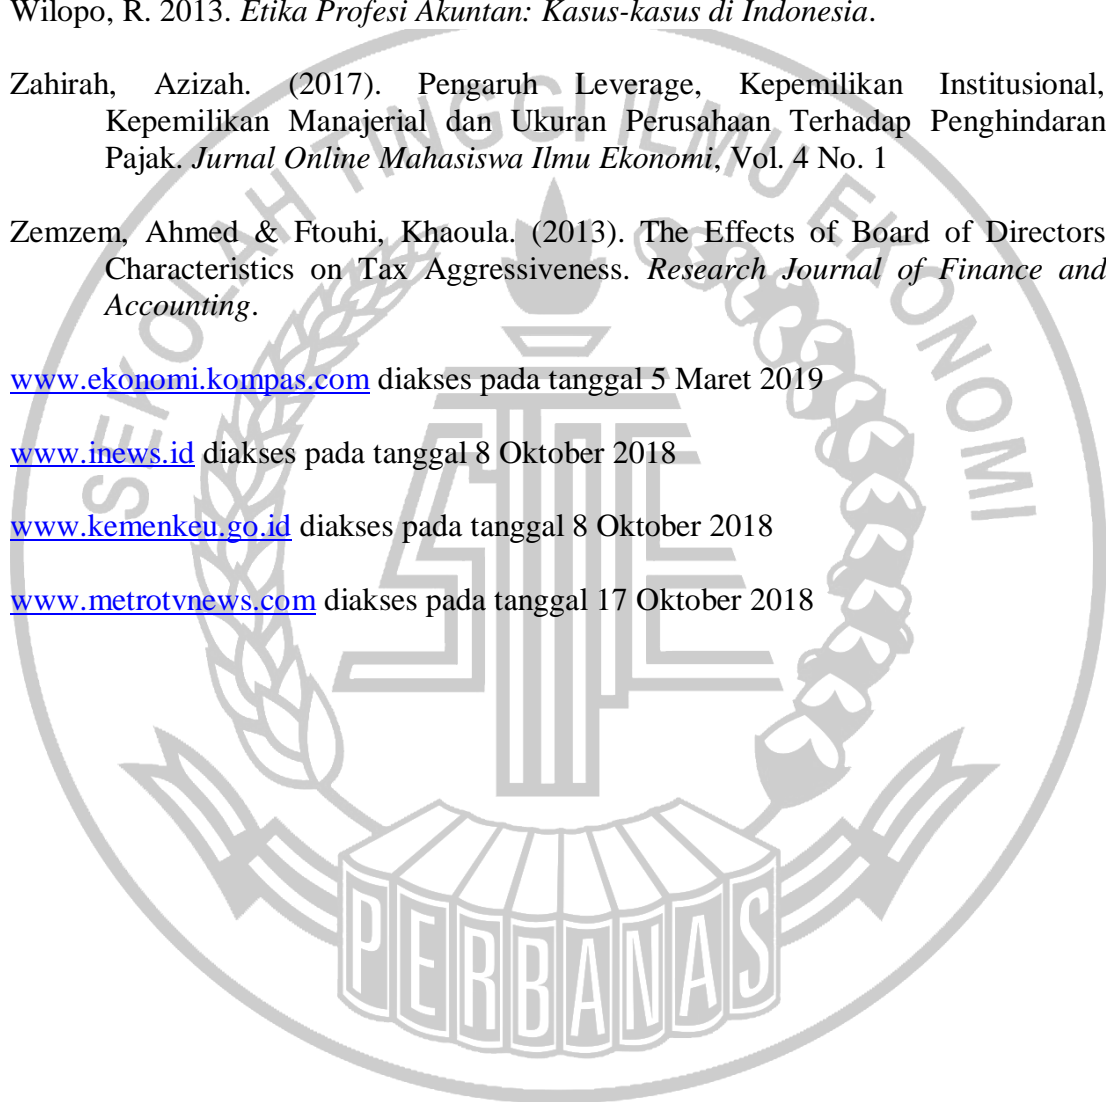 Wilopo, R. 2013. Etika Profesi Akuntan: Kasus-kasus di Indonesia.
Zahirah, Azizah. (2017). Pengaruh Leverage, Kepemilikan Institusional,
Kepemilikan Manajerial dan Ukuran Perusahaan Terhadap Penghindaran
Pajak. Jurnal Online Mahasiswa Ilmu Ekonomi, Vol. 4 No. 1
Zemzem, Ahmed & Ftouhi, Khaoula. (2013). The Effects of Board of Directors
Characteristics on Tax Aggressiveness. Research Journal of Finance and
Accounting.
www.ekonomi.kompas.com diakses pada tanggal 5 Maret 2019
www.inews.id diakses pada tanggal 8 Oktober 2018
www.kemenkeu.go.id diakses pada tanggal 8 Oktober 2018
www.metrotvnews.com diakses pada tanggal 17 Oktober 2018
SEKOLAH TINGGI ILMU EKONOMI
PERBANAS